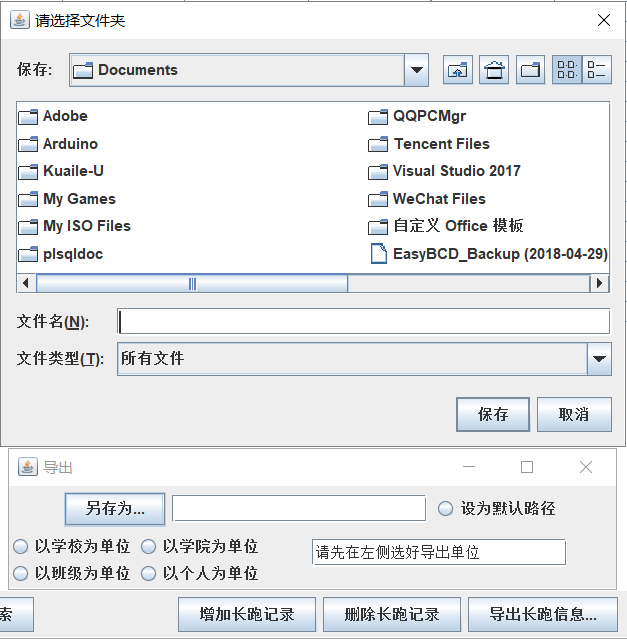 请选择文件夹
保存: Documents
Adobe QQPCMgr
Arduino Tencent Files
Kuaile-U Visual Studio 2017
My Games WeChat Files
My ISO Files 自定义 Office 模板
plsqldoc EasyBCD_Backup (2018-04-29)
文件名(N):
文件类型(T): 所有文件
保存 取消
导出
另存为... 设为默认路径
以学校为单位 以学院为单位 请先在左侧选好导出单位
以班级为单位 以个人为单位
索 增加长跑记录 删除长跑记录 导出长跑信息...